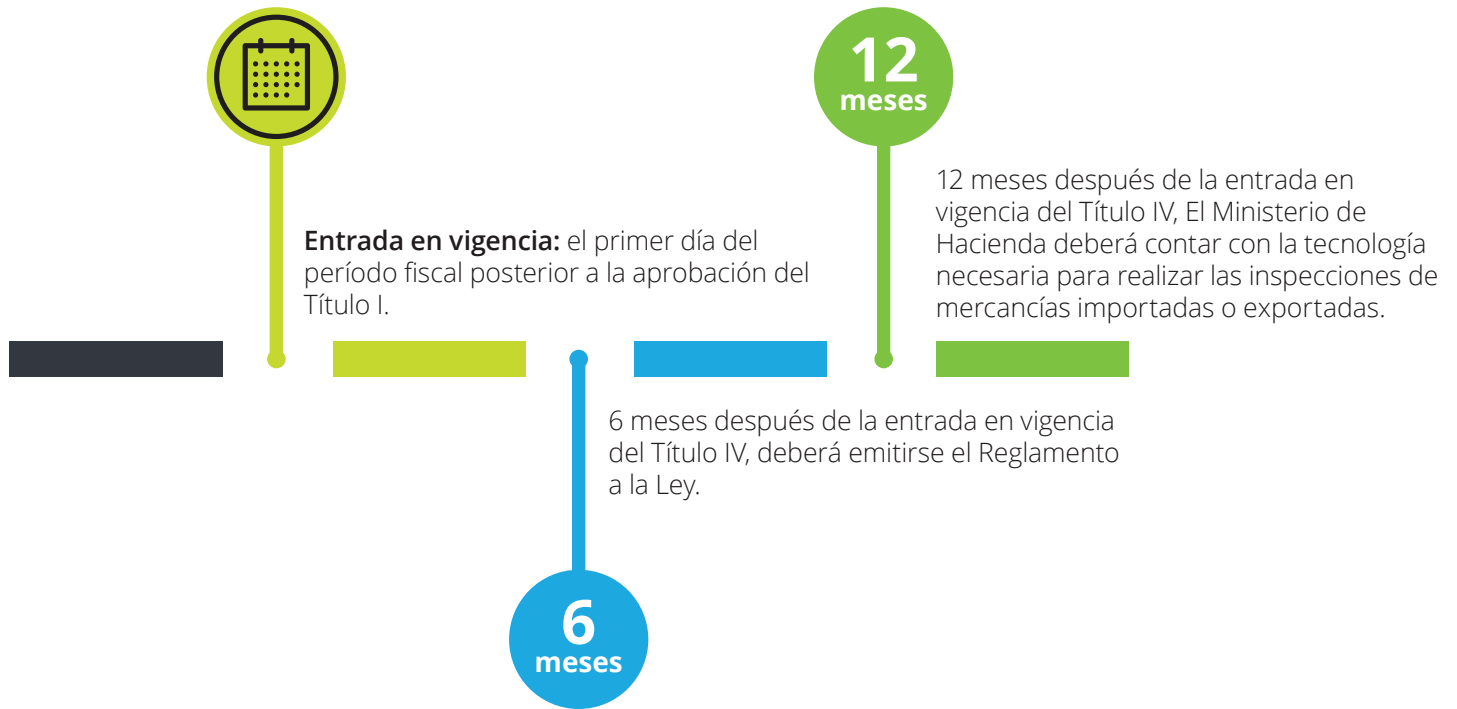 12
meses
Entrada en vigencia: el primer día del
período fiscal posterior a la aprobación del
Título I.
12 meses después de la entrada en
vigencia del Título IV, El Ministerio de
Hacienda deberá contar con la tecnología
necesaria para realizar las inspecciones de
mercancías importadas o exportadas.
6 meses después de la entrada en vigencia
del Título IV, deberá emitirse el Reglamento
a la Ley.
6
meses